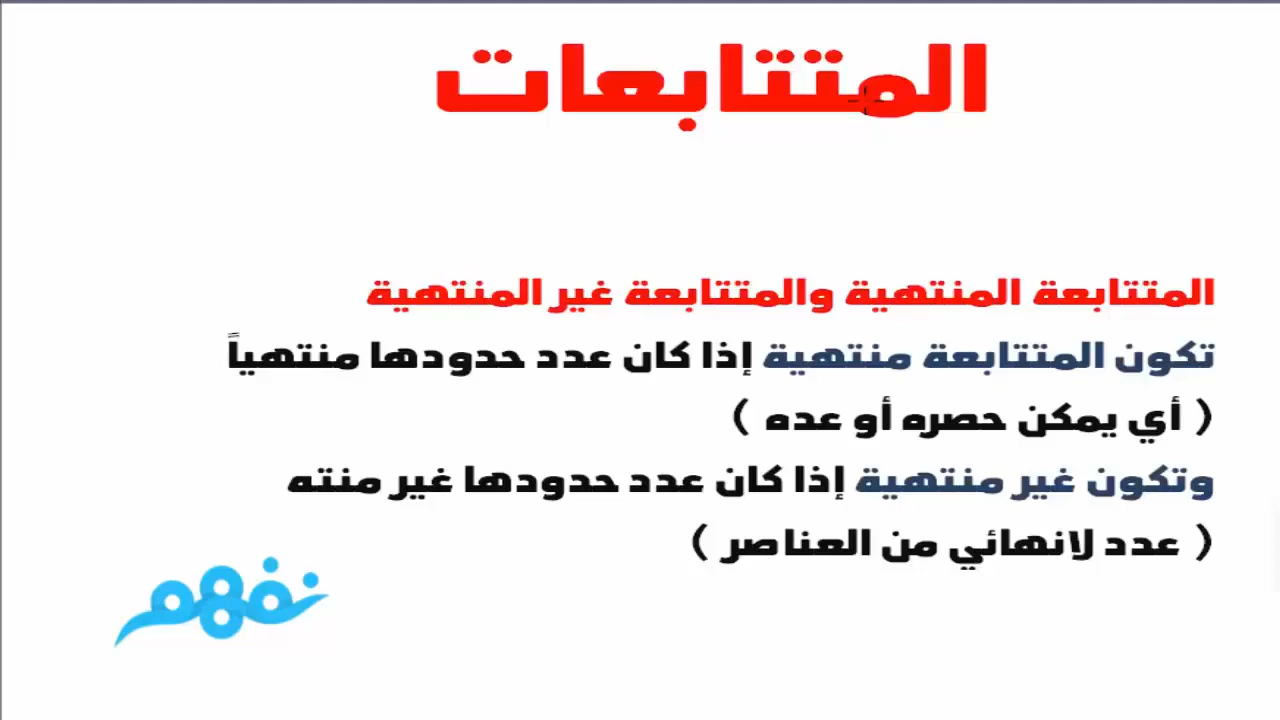 المتتابعات
المتتابعة المنتهية والمتتابعة غير المنتهية
تكون المتتابعة منتهية إذا كان عدد حدودها منتهياً
( أي يمكن حصره أو عده )
وتكون غير منتهية إذا كان عدد حدودها غير منته
( عدد لانهائي من العناصر )
نفهم